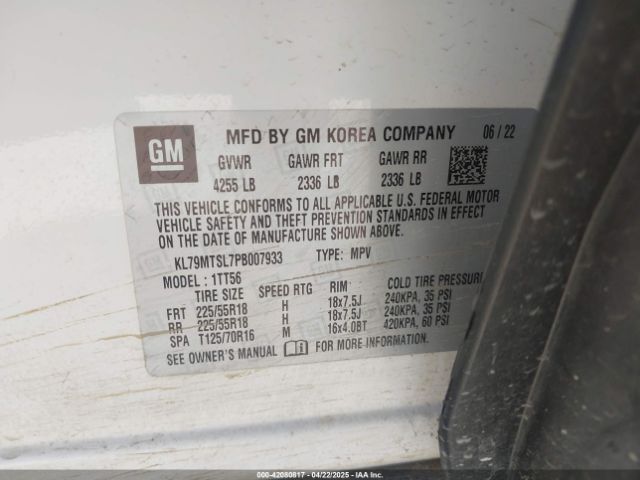 GM
MFD BY GM KOREA COMPANY 06 / 22
GVWR GAWR FRT GAWR RR
4255 LB 2336 LB 2336 LB
THIS VEHICLE CONFORMS TO ALL APPLICABLE U.S. FEDERAL MOTOR
VEHICLE SAFETY AND THEFT PREVENTION STANDARDS IN EFFECT
ON THE DATE OF MANUFACTURE SHOWN ABOVE.
KL79MTSL7PB007933 TYPE: MPV
MODEL : 1TT56
TIRE SIZE SPEED RTG RIM COLD TIRE PRESSURE
FRT 225/55R18 H 18x7.5J 240KPA, 35 PSI
RR 225/55R18 H 18x7.5J 240KPA, 35 PSI
SPA T125/70R16 M 16x4.0BT 420KPA, 60 PSI
SEE OWNER'S MANUAL FOR MORE INFORMATION.
000-42080617 - 04/22/2025 - IAAI.COM